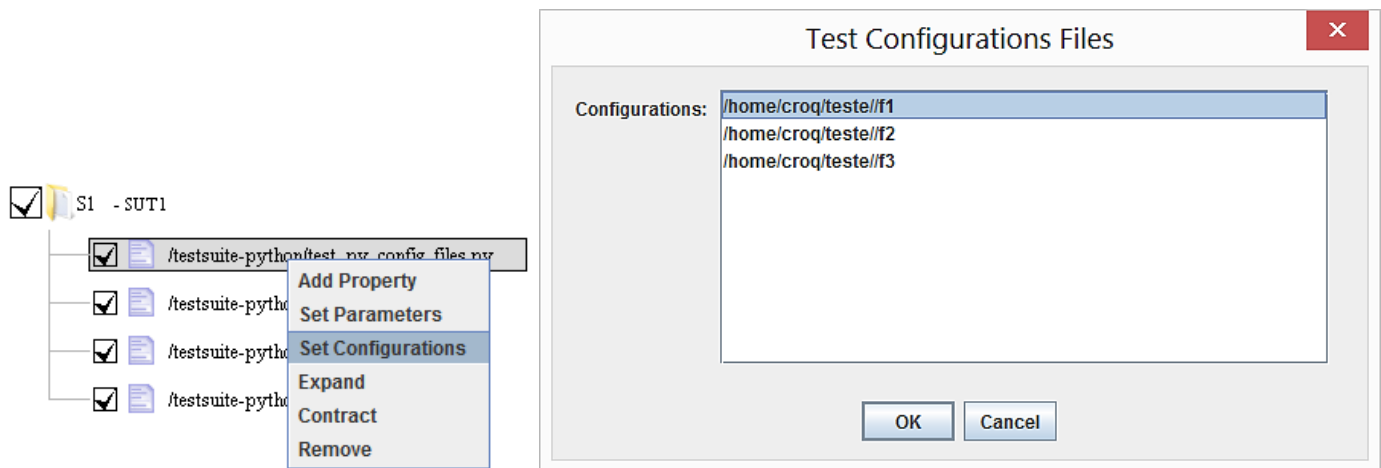 S1 - SUT1
/testsuite-python/test_py_config_files.py
/testsuite-pytho
/testsuite-pytho
/testsuite-pytho
Add Property
Set Parameters
Set Configurations
Expand
Contract
Remove
Test Configurations Files
Configurations:
/home/croq/teste//f1
/home/croq/teste//f2
/home/croq/teste//f3
OK Cancel